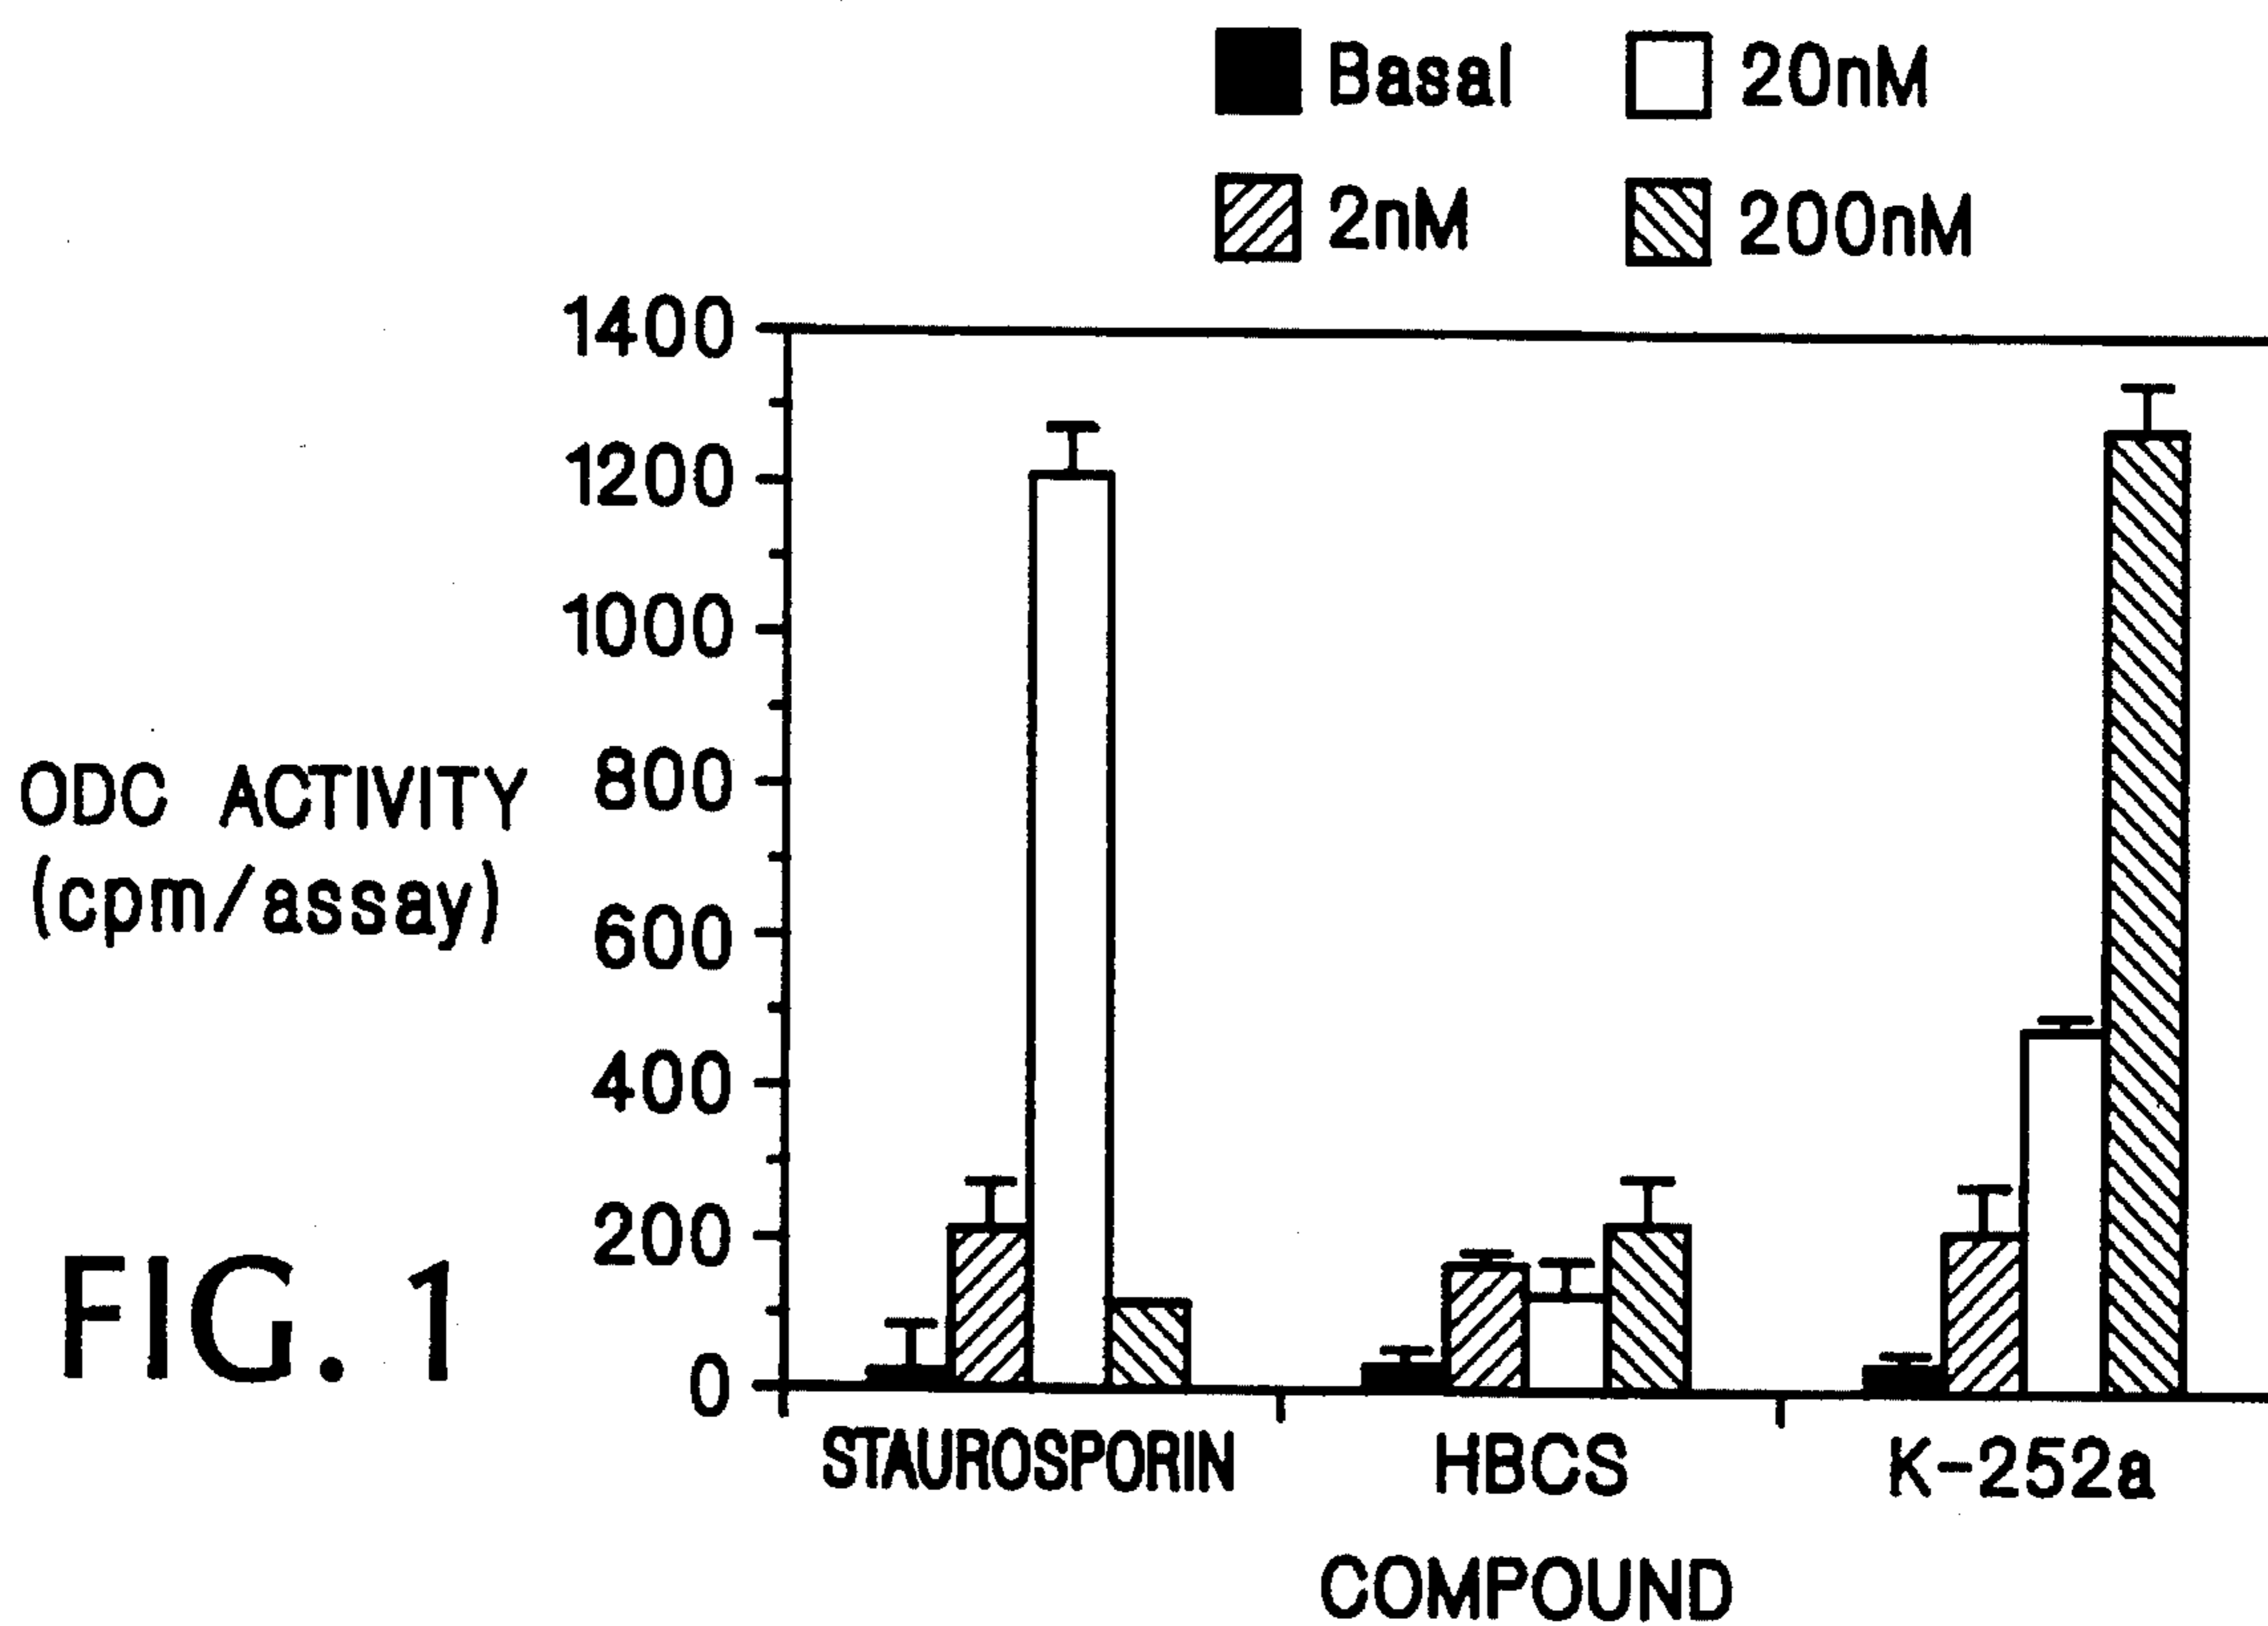 Basal 20nM
2nM 200nM
1400
1200
1000
800
600
400
200
0
ODC ACTIVITY
(cpm/assay)
FIG. 1
STAUROSPORIN HBCS K-252a
COMPOUND